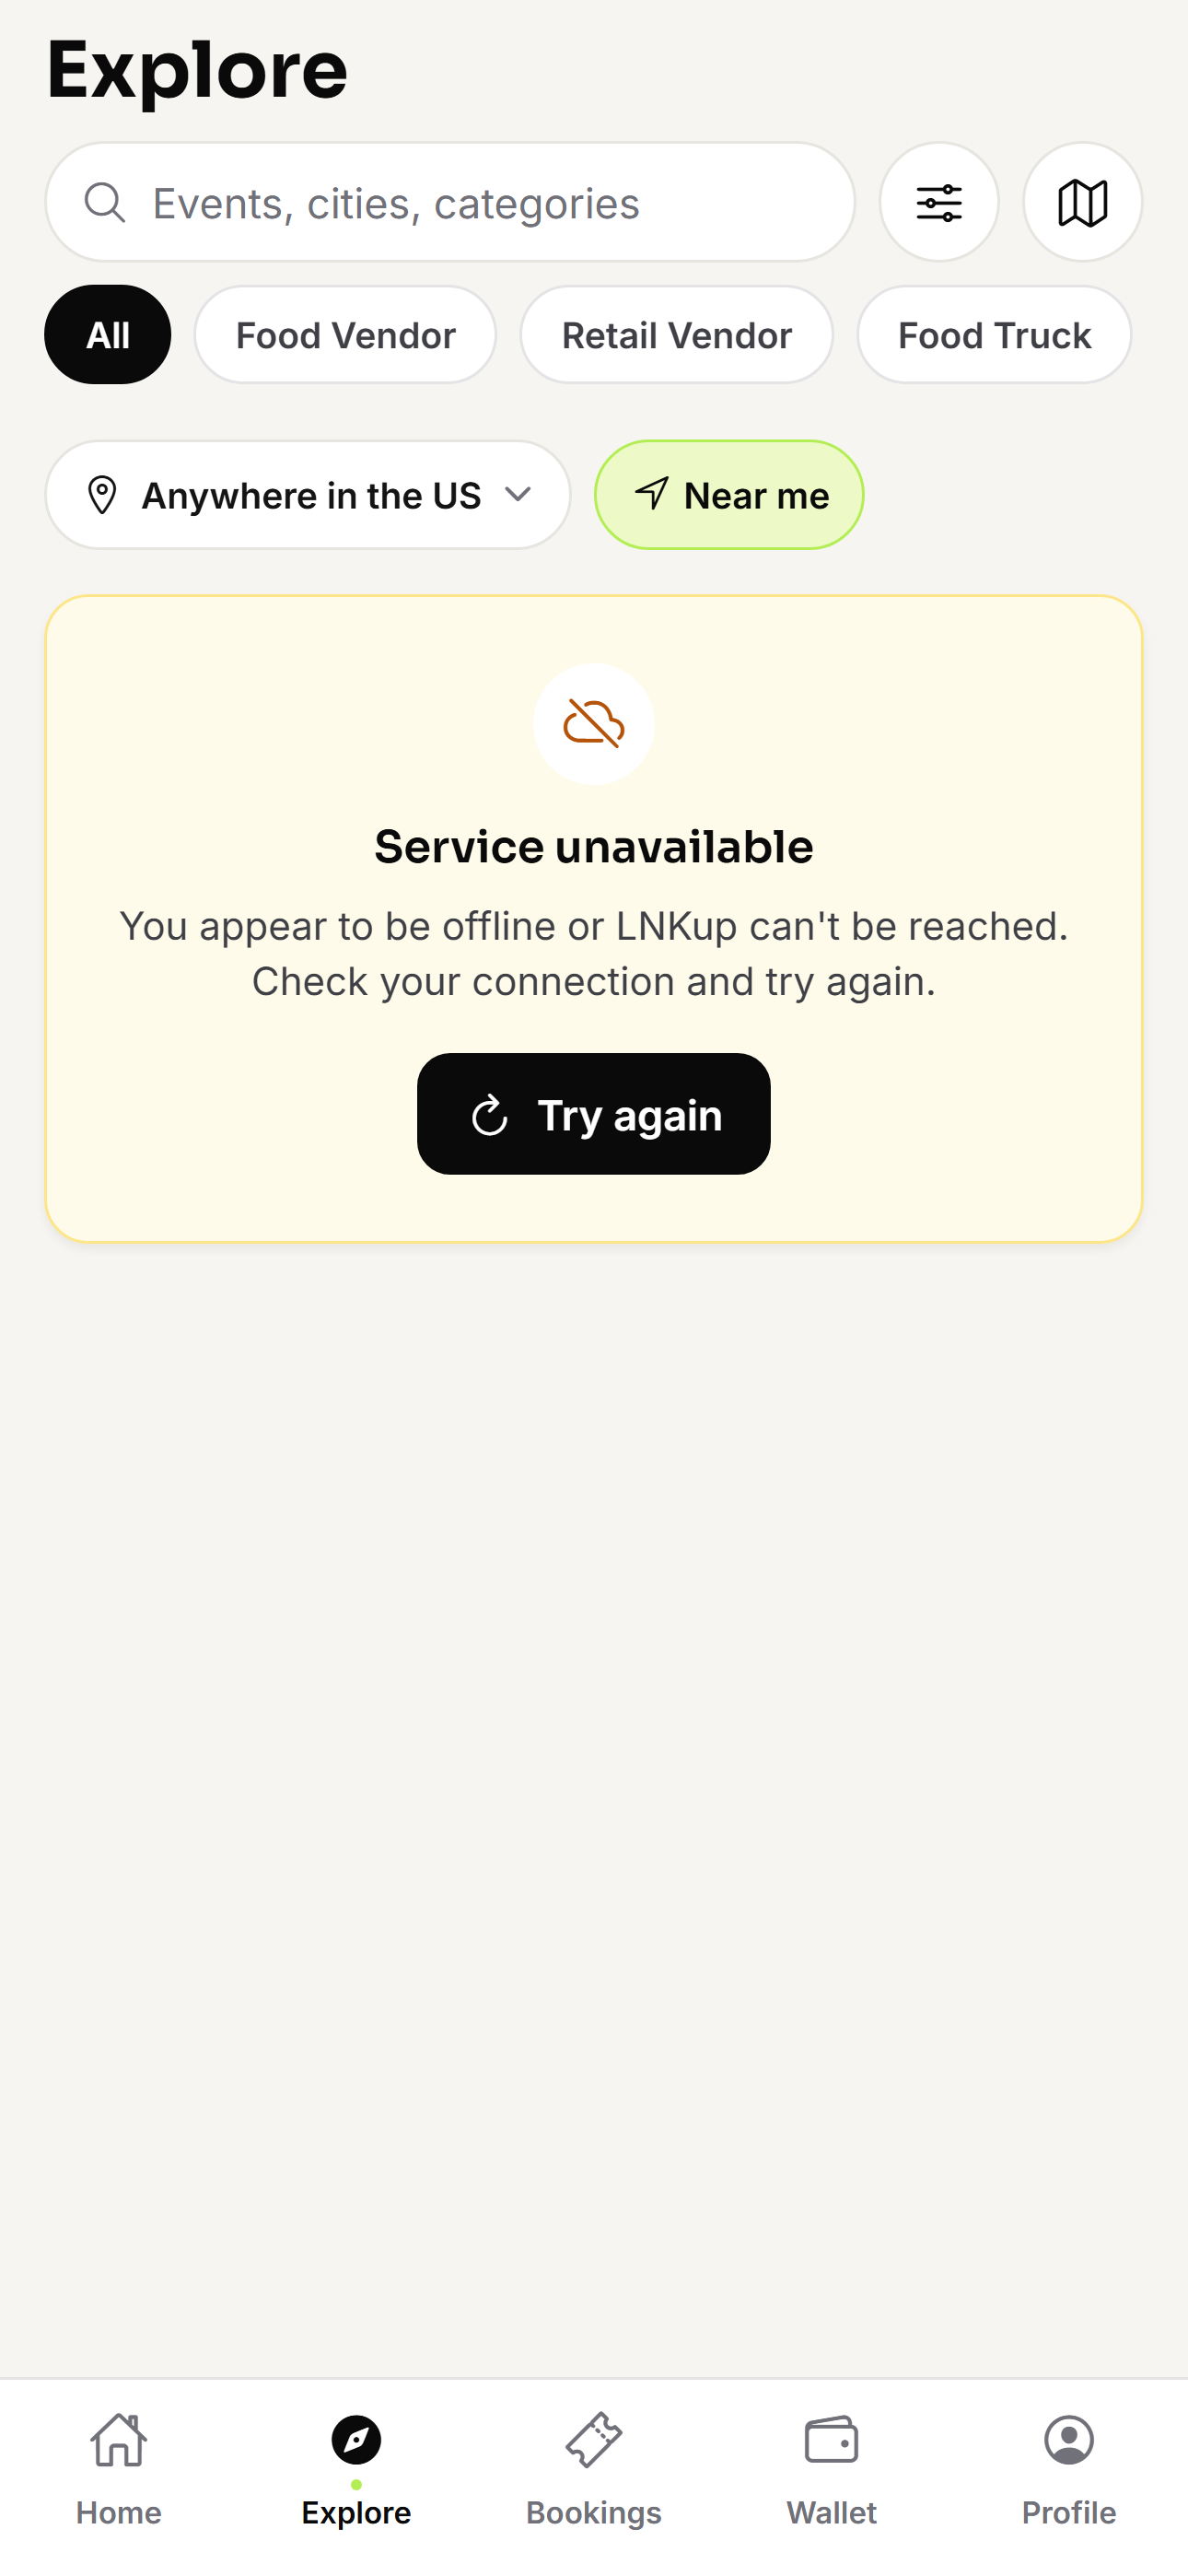 Explore
Events, cities, categories
All
Food Vendor
Retail Vendor
Food Truck
Anywhere in the US
Near me
Service unavailable
You appear to be offline or LNKup can't be reached.
Check your connection and try again.
Try again
Home
Explore
Bookings
Wallet
Profile